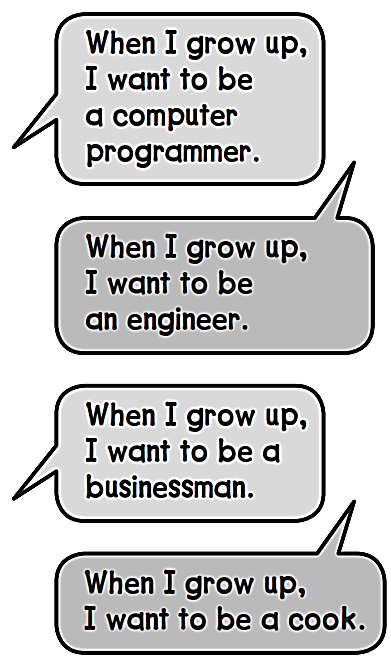 When I grow up,
I want to be
a computer
programmer.
When I grow up,
I want to be
an engineer.
When I grow up,
I want to be a
businessman.
When I grow up,
I want to be a cook.